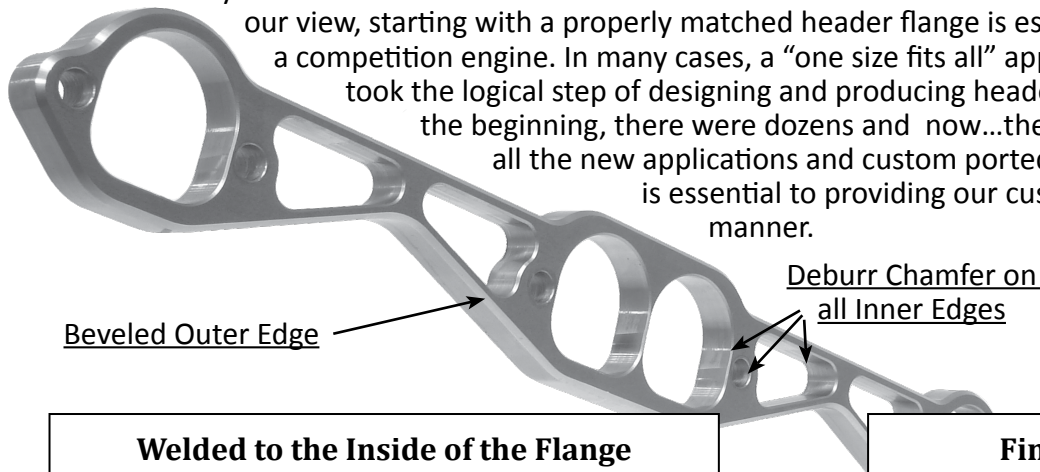 our view, starting with a properly matched header flange is es
a competition engine. In many cases, a “one size fits all” app
took the logical step of designing and producing heade
the beginning, there were dozens and now...the
all the new applications and custom ported
is essential to providing our cus
manner.
Deburr Chamfer on
all Inner Edges
Beveled Outer Edge
Welded to the Inside of the Flange
Fin